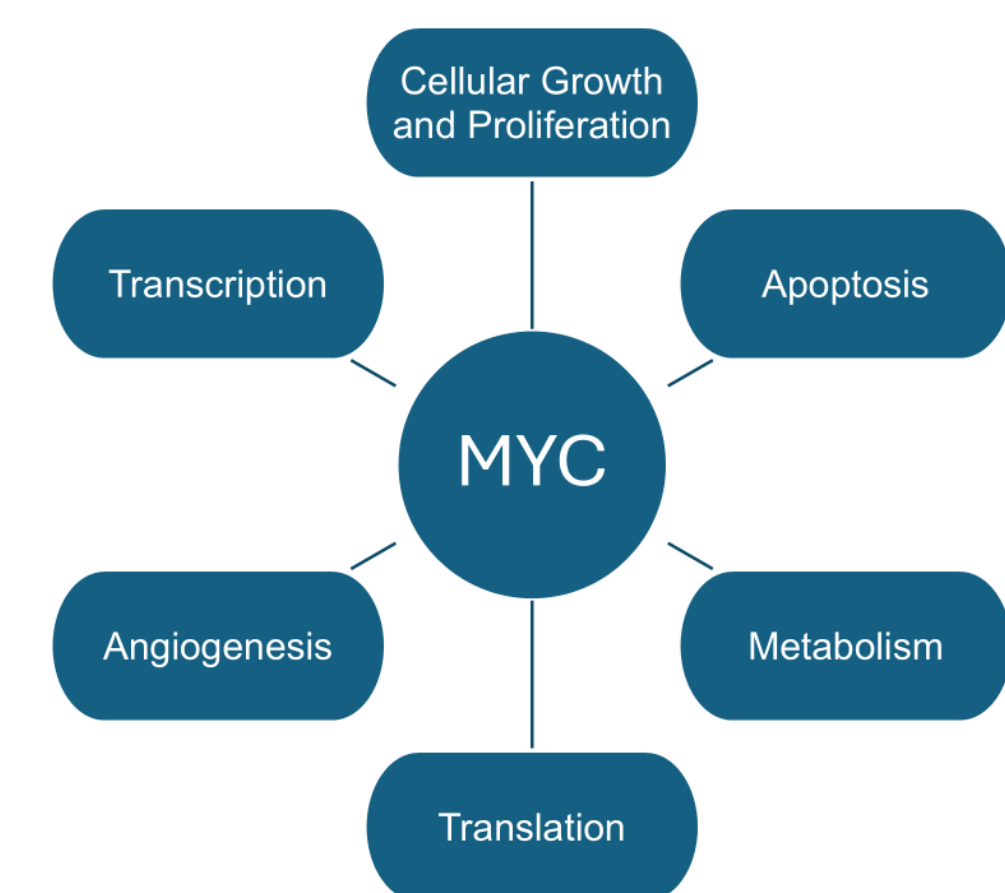 Cellular Growth
and Proliferation
Transcription
Apoptosis
MYC
Angiogenesis
Metabolism
Translation